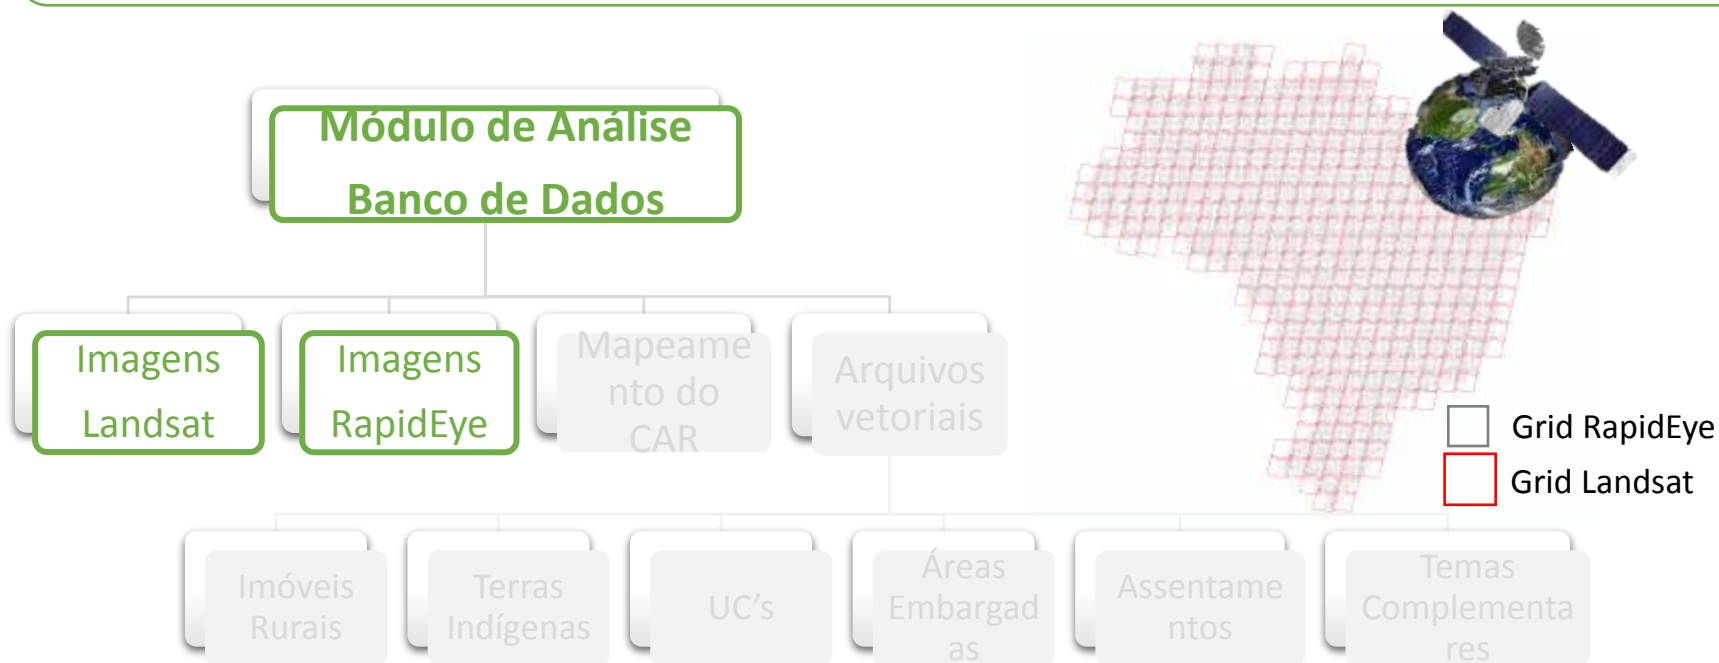 Módulo de Análise
Banco de Dados
Imagens
Landsat
Imagens
RapidEye
Mapeame
nto do
CAR
Arquivos
vetoriais
Grid RapidEye
Grid Landsat
Imóveis
Rurais
Terras
Indígenas
UC’s
Áreas
Embargad
as
Assentame
ntos
Temas
Complementa
res